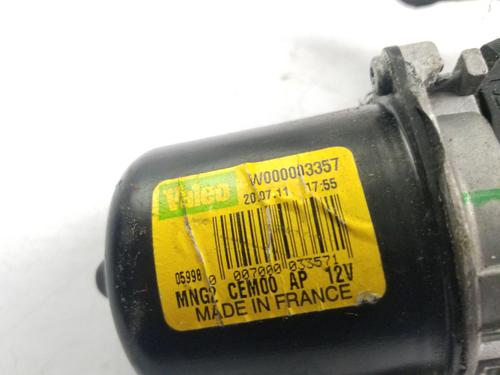 Valeo
W000003357
20.07.11 17:55
05998
0 007000 033571
MNG2 CEM00 AP 12V
MADE IN FRANCE